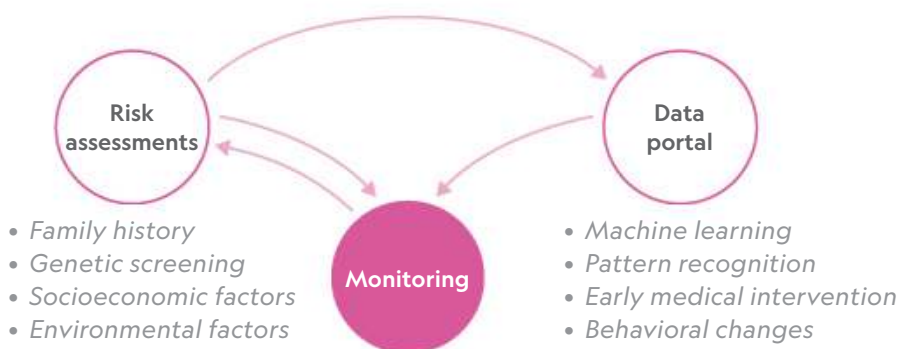 Risk
assessments
Data
portal
Monitoring
• Family history
• Genetic screening
• Socioeconomic factors
• Environmental factors
• Machine learning
• Pattern recognition
• Early medical intervention
• Behavioral changes